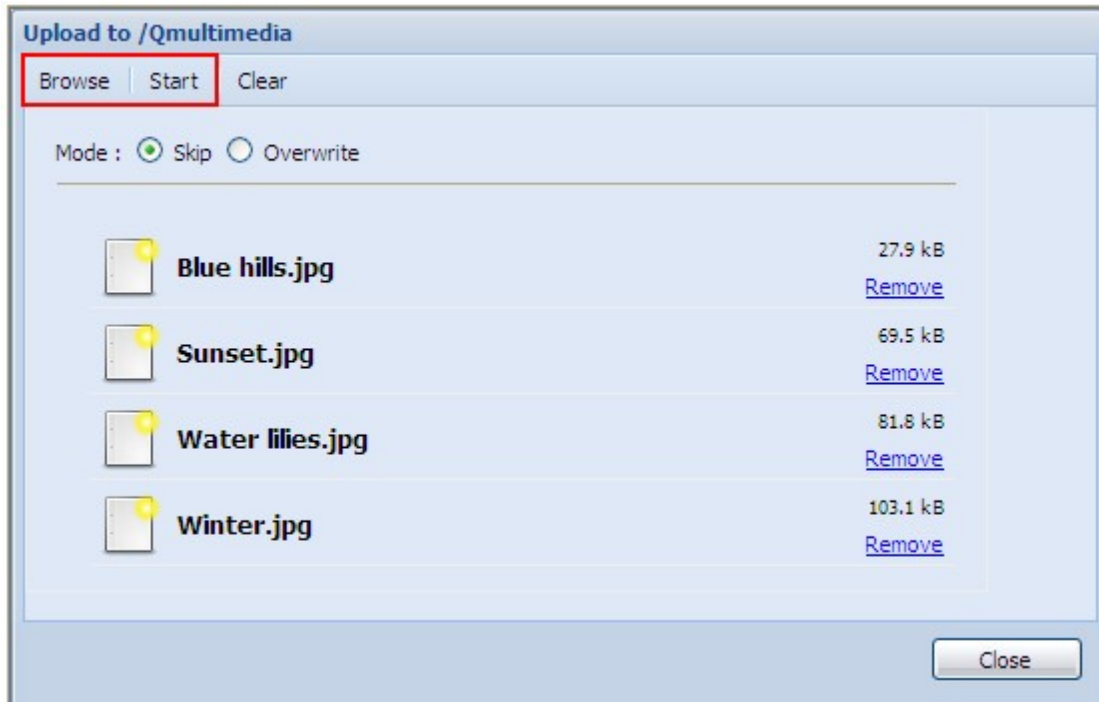 Upload to /Qmultimedia
Browse Start Clear
Mode : Skip Overwrite
27.9 kB
Blue hills.jpg
Remove
69.5 kB
Sunset.jpg
Remove
81.8 kB
Water lilies.jpg
Remove
103.1 kB
Winter.jpg
Remove
Close